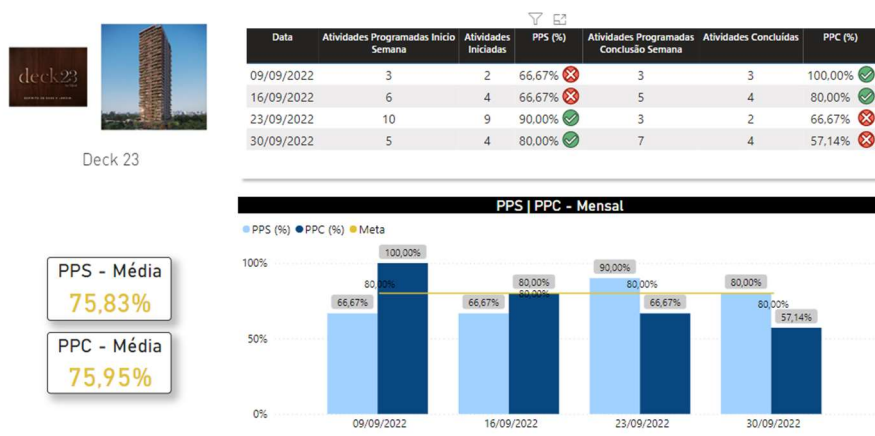 Data Atividades Programadas Inicio Semana Atividades Iniciadas PPS (%) Atividades Programadas Conclusão Semana Atividades Concluídas PPC (%)
09/09/2022 3 2 66,67% 3 3 100,00%
16/09/2022 6 4 66,67% 5 4 80,00%
23/09/2022 10 9 90,00% 3 2 66,67%
30/09/2022 5 4 80,00% 7 4 57,14%
deck23
Deck 23
PPS - Média
75,83%
PPC - Média
75,95%
PPS | PPC - Mensal
PPS (%) PPC (%) Meta
100%
50%
0%
66,67% 100,00% 80,00%
66,67% 80,00% 80,00%
90,00% 80,00% 66,67%
80,00% 80,00% 57,14%
09/09/2022 16/09/2022 23/09/2022 30/09/2022